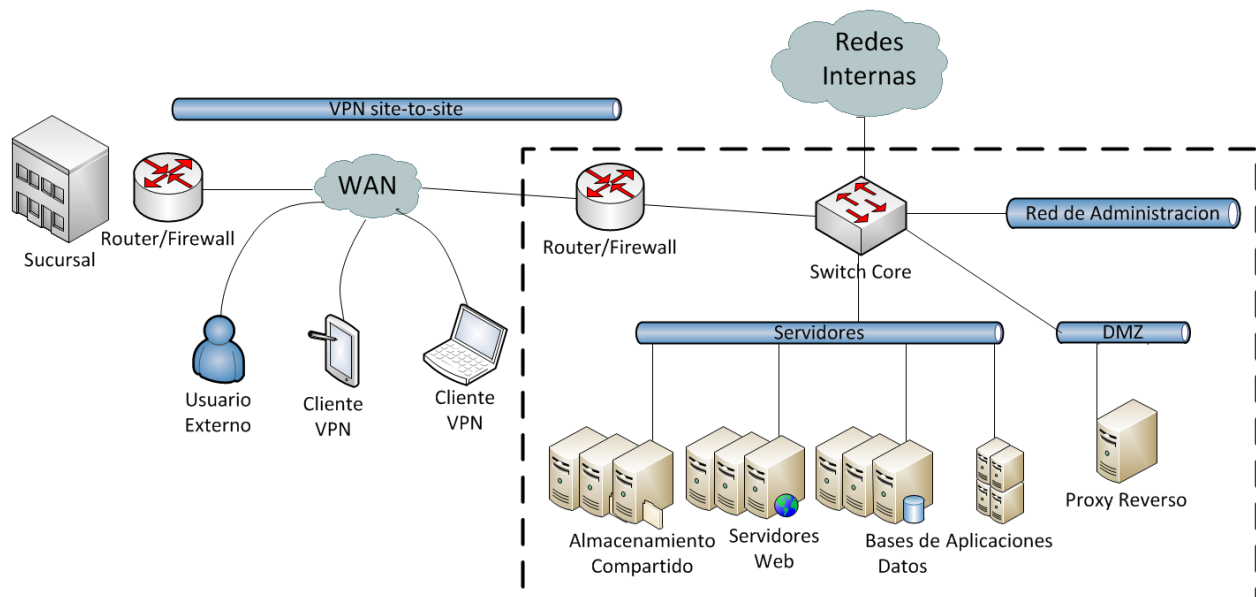 Redes
Internas
VPN site-to-site
WAN
Sucursal
Router/Firewall
Router/Firewall
Switch Core
Red de Administracion
Usuario
Externo
Cliente
VPN
Cliente
VPN
Servidores
DMZ
Almacenamiento
Compartido
Servidores
Web
Bases de
Datos
Aplicaciones
Proxy Reverso